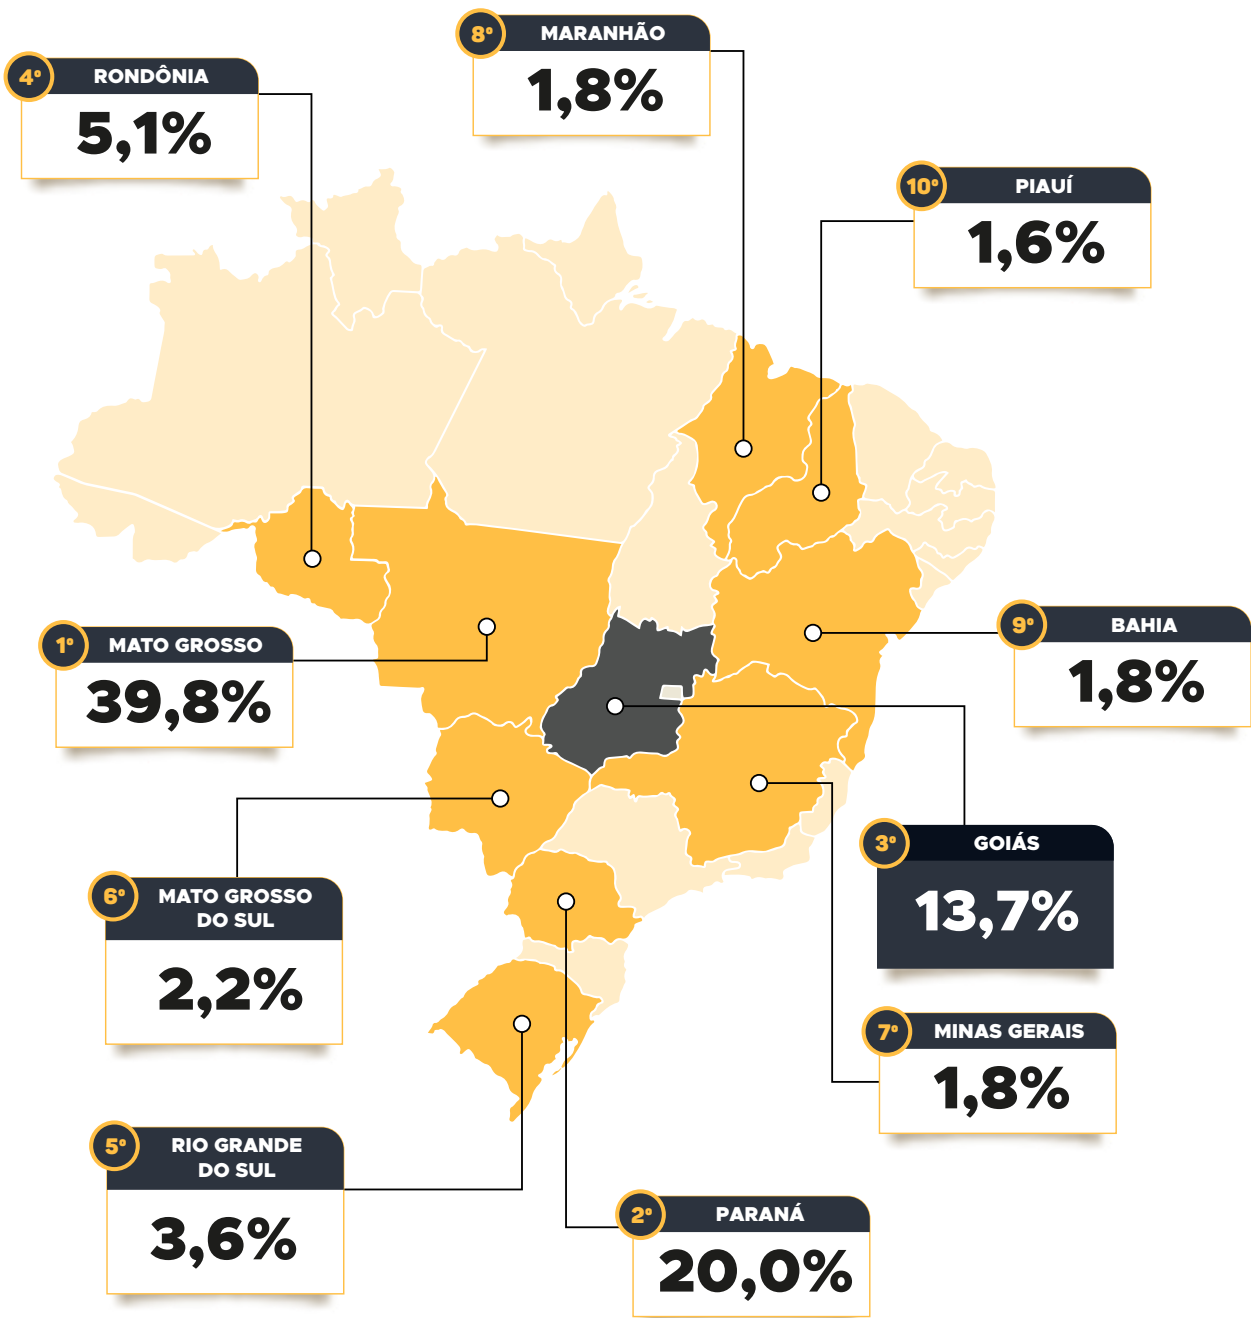 8º
MARANHÃO
1,8%
4º
RONDÔNIA
5,1%
10º
PIAUÍ
1,6%
1º
MATO GROSSO
39,8%
9º
BAHIA
1,8%
3º
GOIÁS
13,7%
6º
MATO GROSSO
DO SUL
2,2%
7º
MINAS GERAIS
1,8%
5º
RIO GRANDE
DO SUL
3,6%
2º
PARANÁ
20,0%